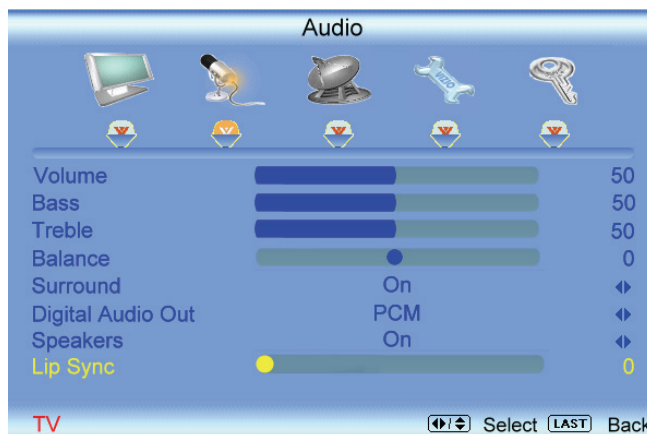 Audio
VIZIO
Volume 50
Bass 50
Treble 50
Balance 0
Surround On
Digital Audio Out PCM
Speakers On
Lip Sync 0
TV Select LAST Back